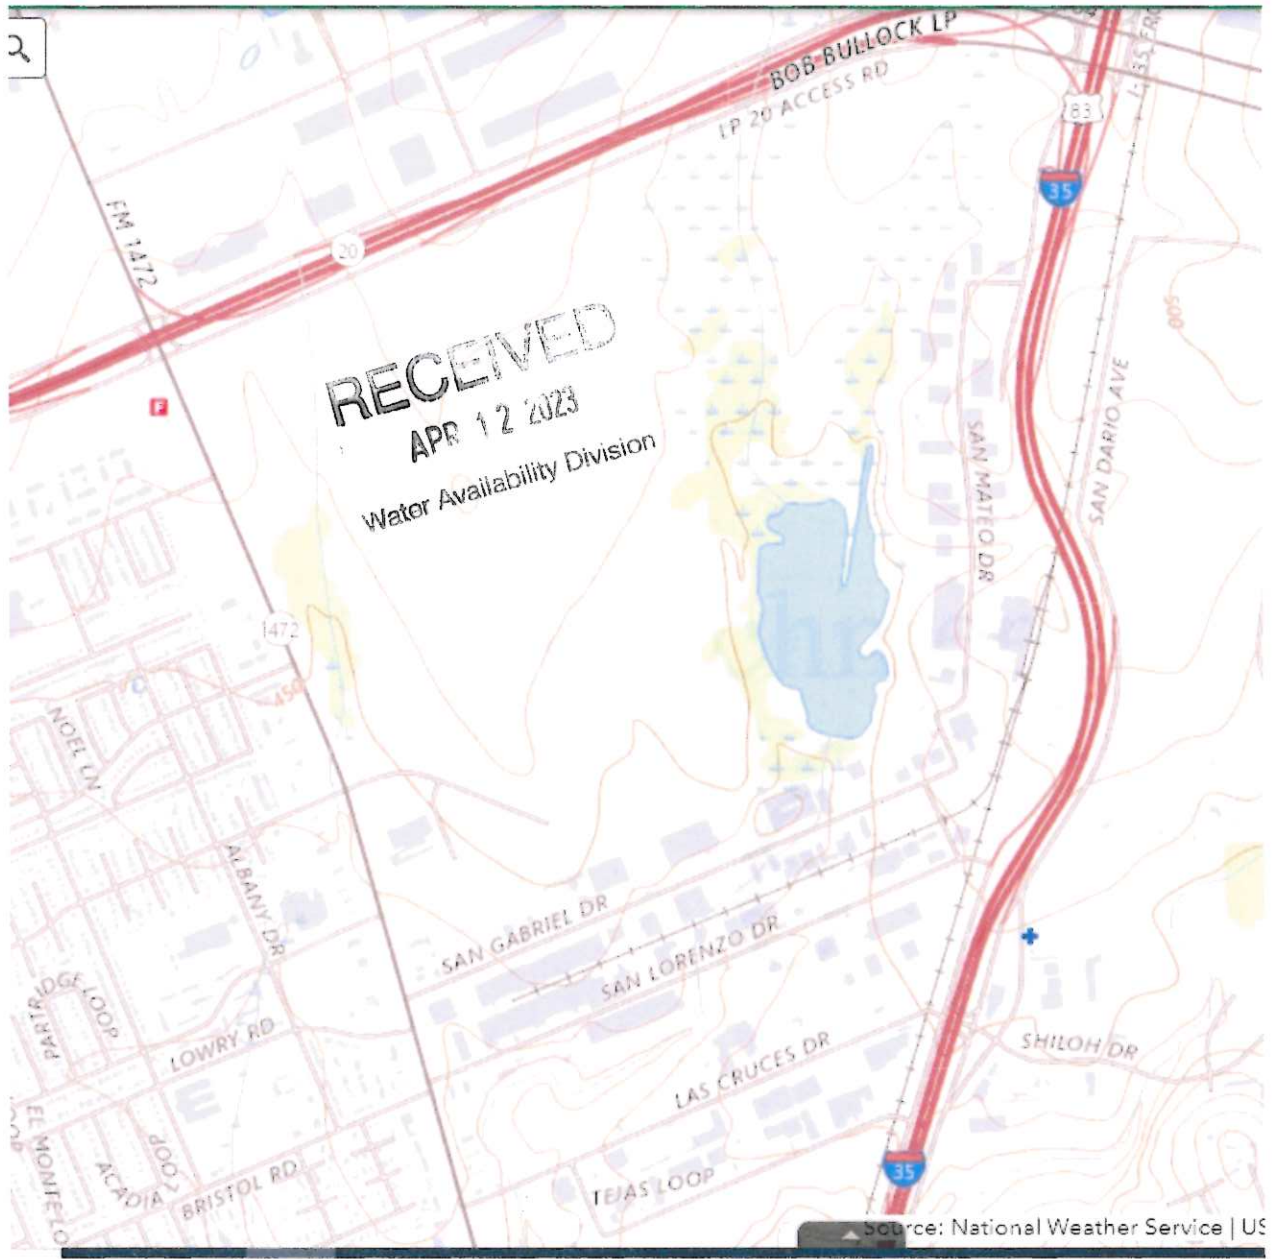 BOB BULLOCK LP
LP 20 ACCESS RD
83
35
FM 1472
20
500
RECEIVED
APR 12 2023
Water Availability Division
SAN MATEO DR
SAN DARIO AVE
1472
450
NOEL LN
ALBANY DR
SAN GABRIEL DR
SAN LORENZO DR
LOWRY RD
LAS CRUCES DR
SHILOH DR
EL MONTE LO
ACADIA LOOP
BRISTOL RD
TEJAS LOOP
35
Source: National Weather Service | US